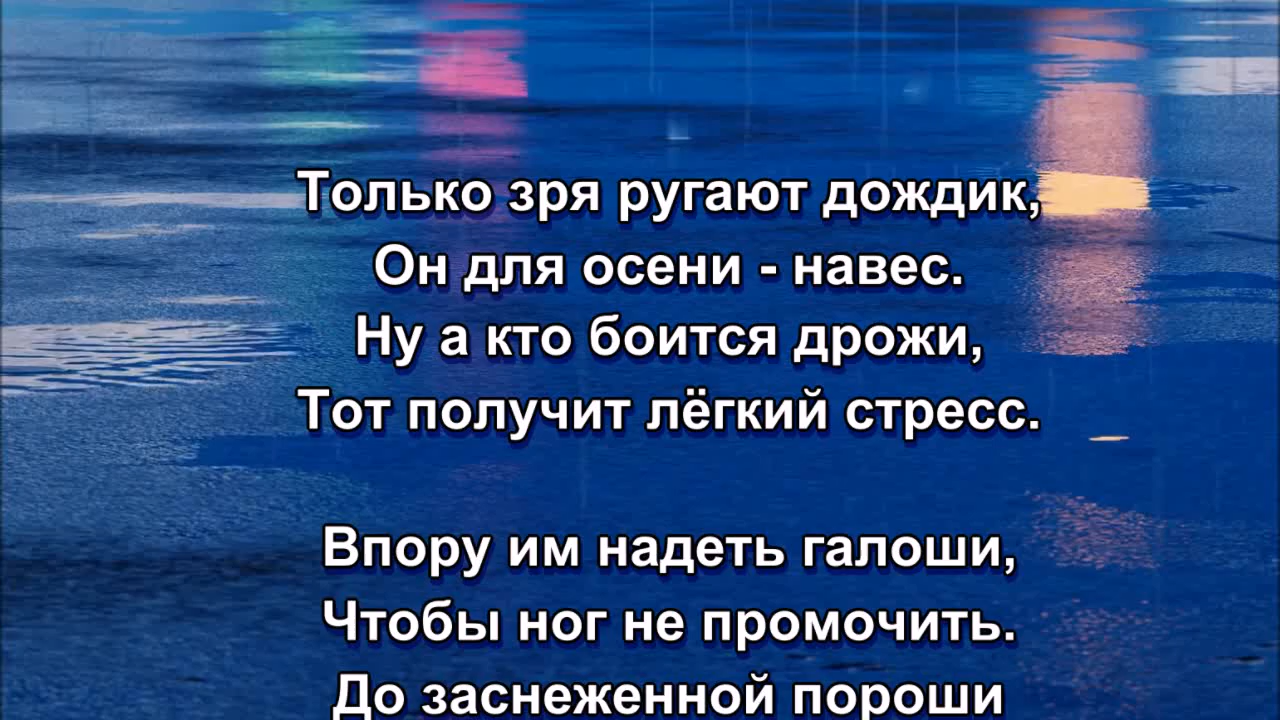 Только зря ругают дождик,
Он для осени - навес.
Ну а кто боится дрожи,
Тот получит лёгкий стресс.
Впору им надеть галоши,
Чтобы ног не промочить.
До заснеженной пороши